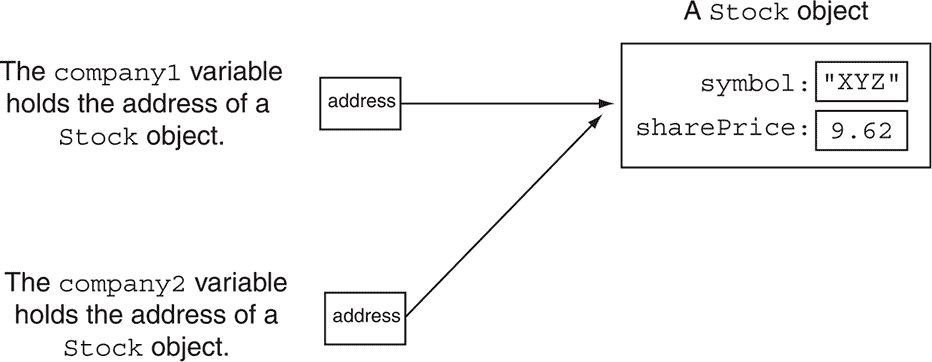 A Stock object
The company1 variable
holds the address of a
Stock object.
address
symbol: "XYZ"
sharePrice: 9.62
The company2 variable
holds the address of a
Stock object.
address